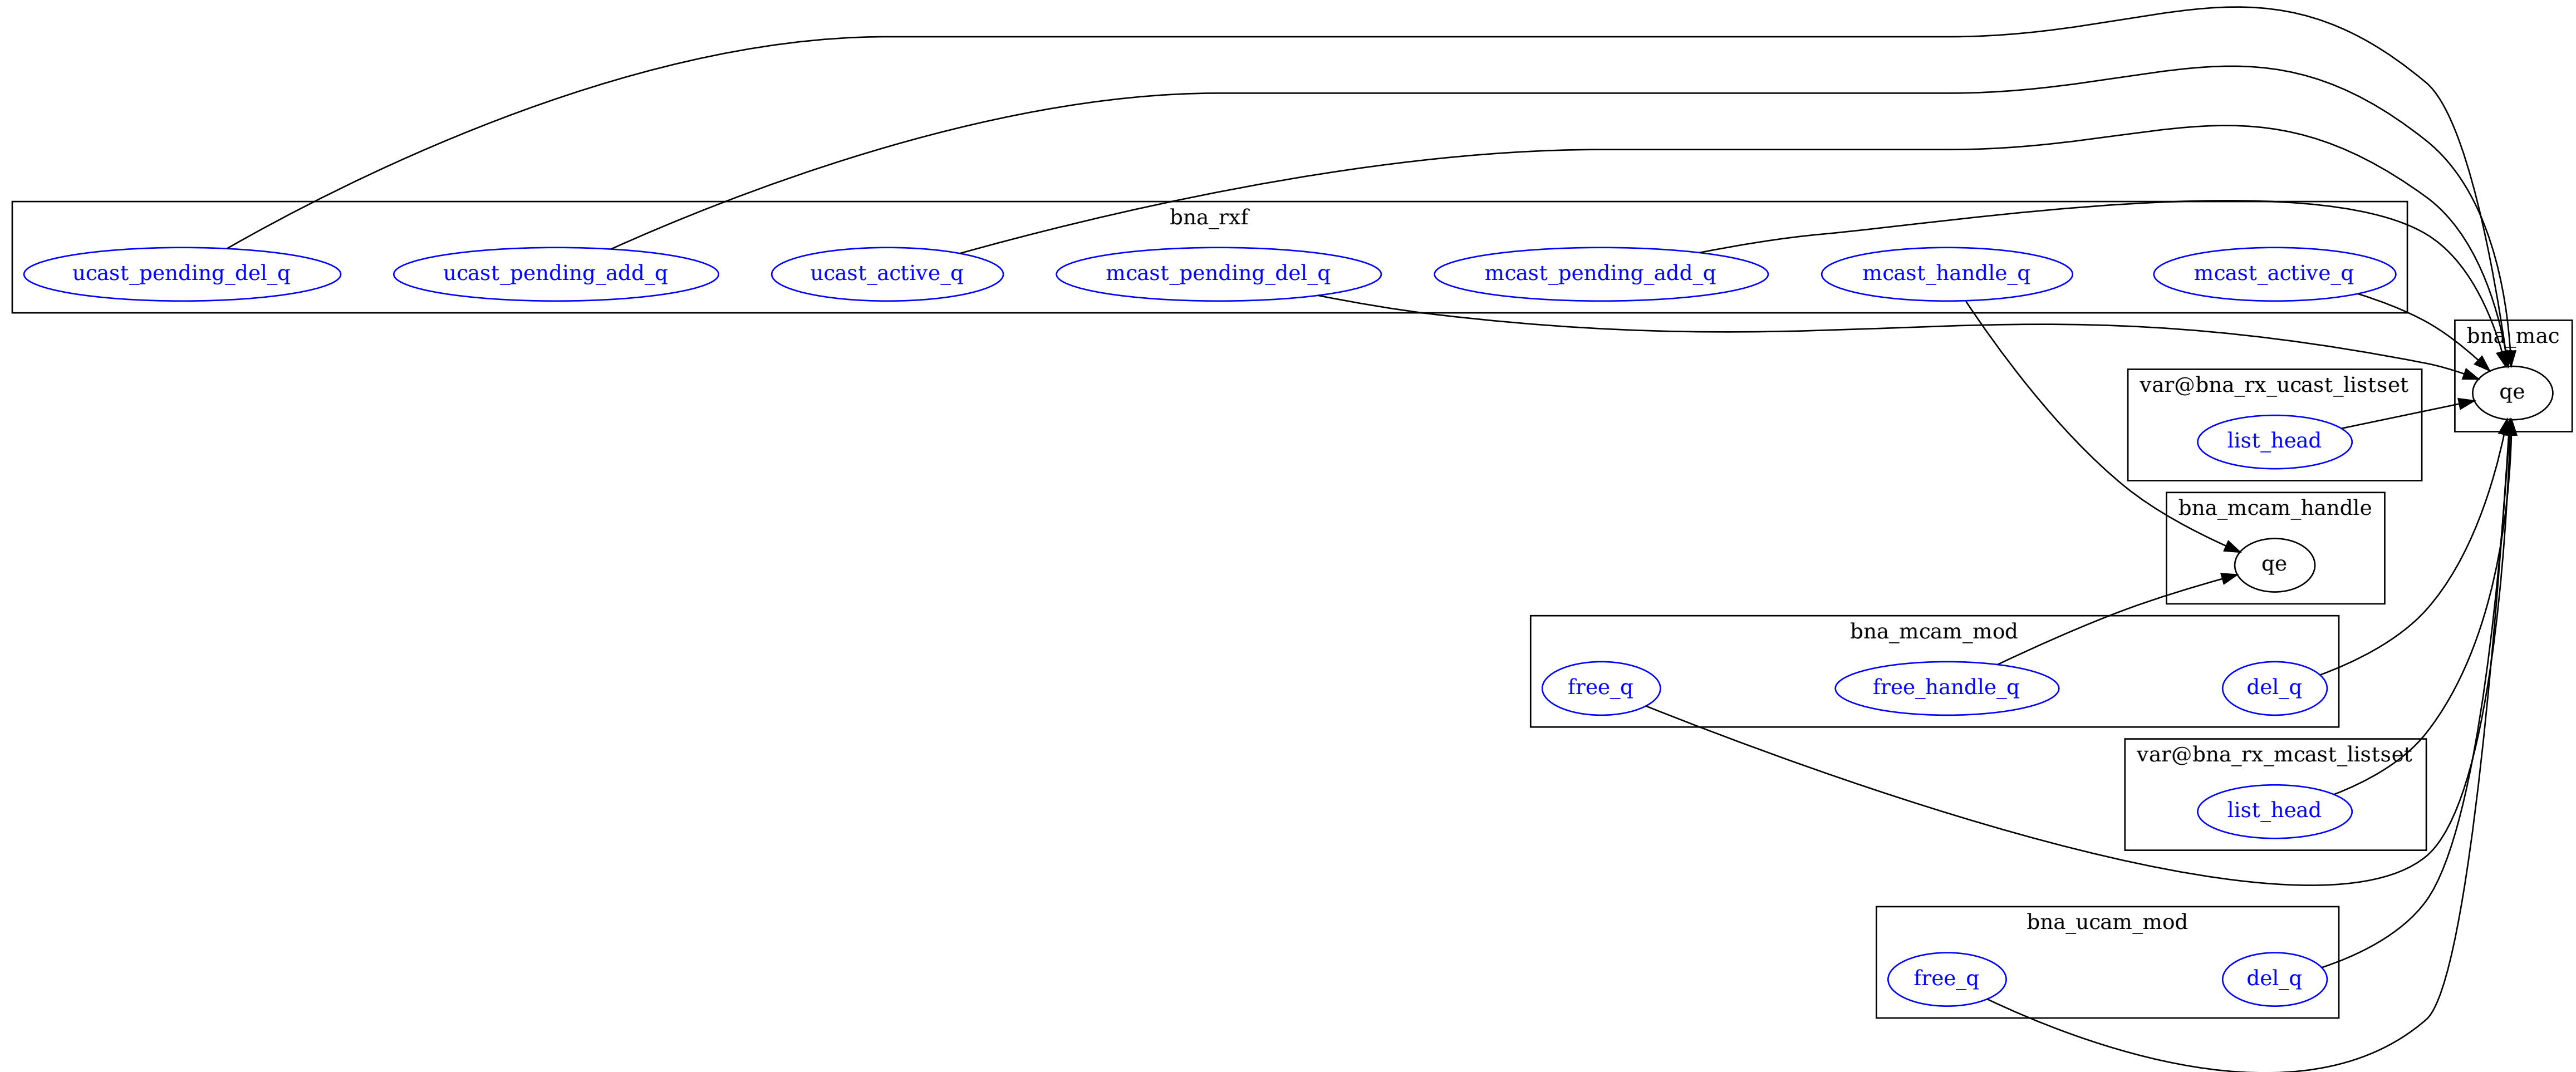 bna_rxf
ucast_pending_del_q
ucast_pending_add_q
ucast_active_q
mcast_pending_del_q
mcast_pending_add_q
mcast_handle_q
mcast_active_q
bna_mac
qe
var@bna_rx_ucast_listset
list_head
bna_mcam_handle
qe
bna_mcam_mod
free_q
free_handle_q
del_q
var@bna_rx_mcast_listset
list_head
bna_ucam_mod
free_q
del_q